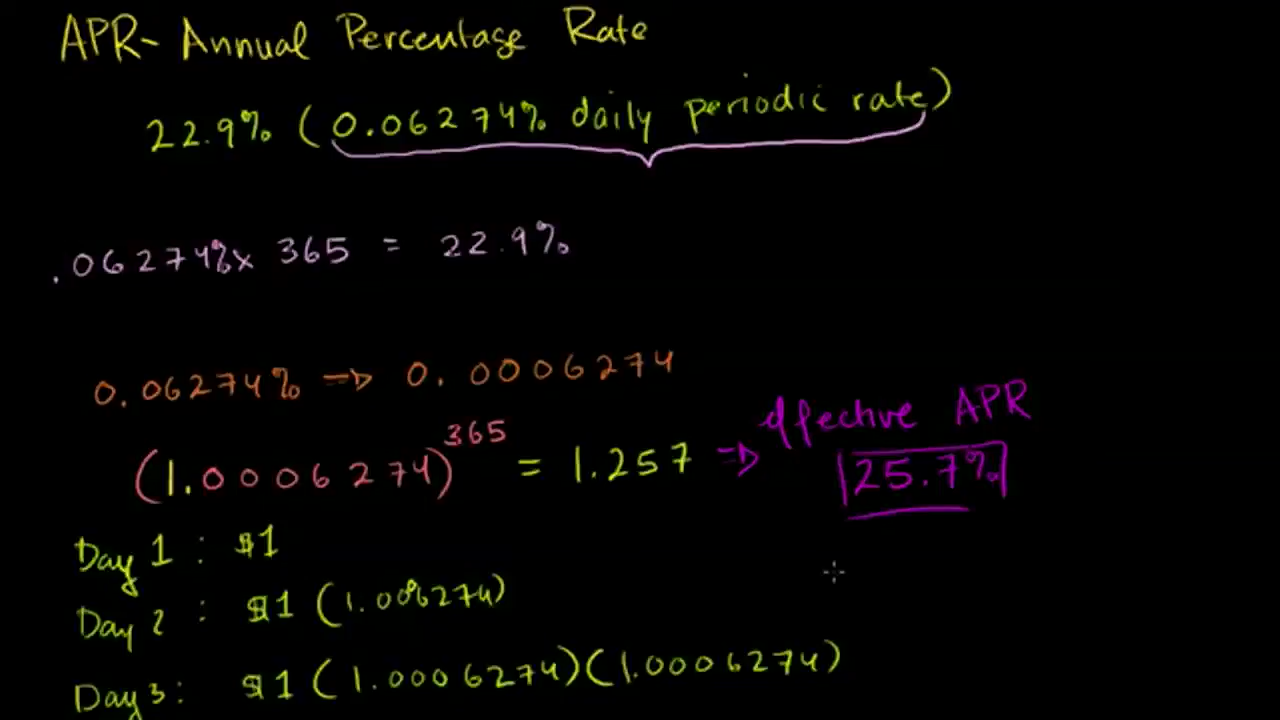 APR- Annual Percentage Rate
22.9% (0.06274% daily periodic rate)
.06274% x 365 = 22.9%
0.06274% → 0.0006274
(1.0006274)^365 = 1.257 ⇒ effective APR
25.7%
Day 1 : $1
Day 2 : $1 (1.0006274)
Day 3 : $1 (1.0006274)(1.0006274)